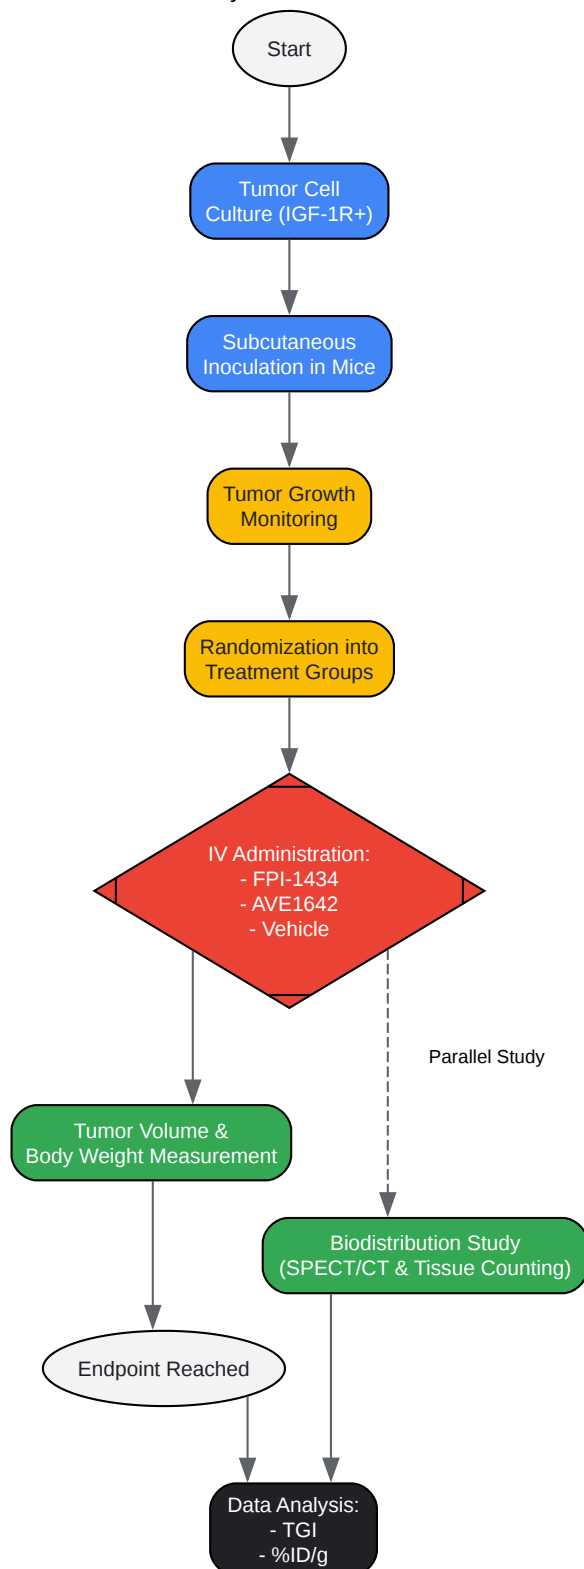 Start
Tumor Cell
Culture (IGF-1R+)
Subcutaneous
Inoculation in Mice
Tumor Growth
Monitoring
Randomization into
Treatment Groups
IV Administration:
- FPI-1434
- AVE1642
- Vehicle
Parallel Study
Tumor Volume &
Body Weight Measurement
Biodistribution Study
(SPECT/CT & Tissue Counting)
Endpoint Reached
Data Analysis:
- TGI
- %ID/g